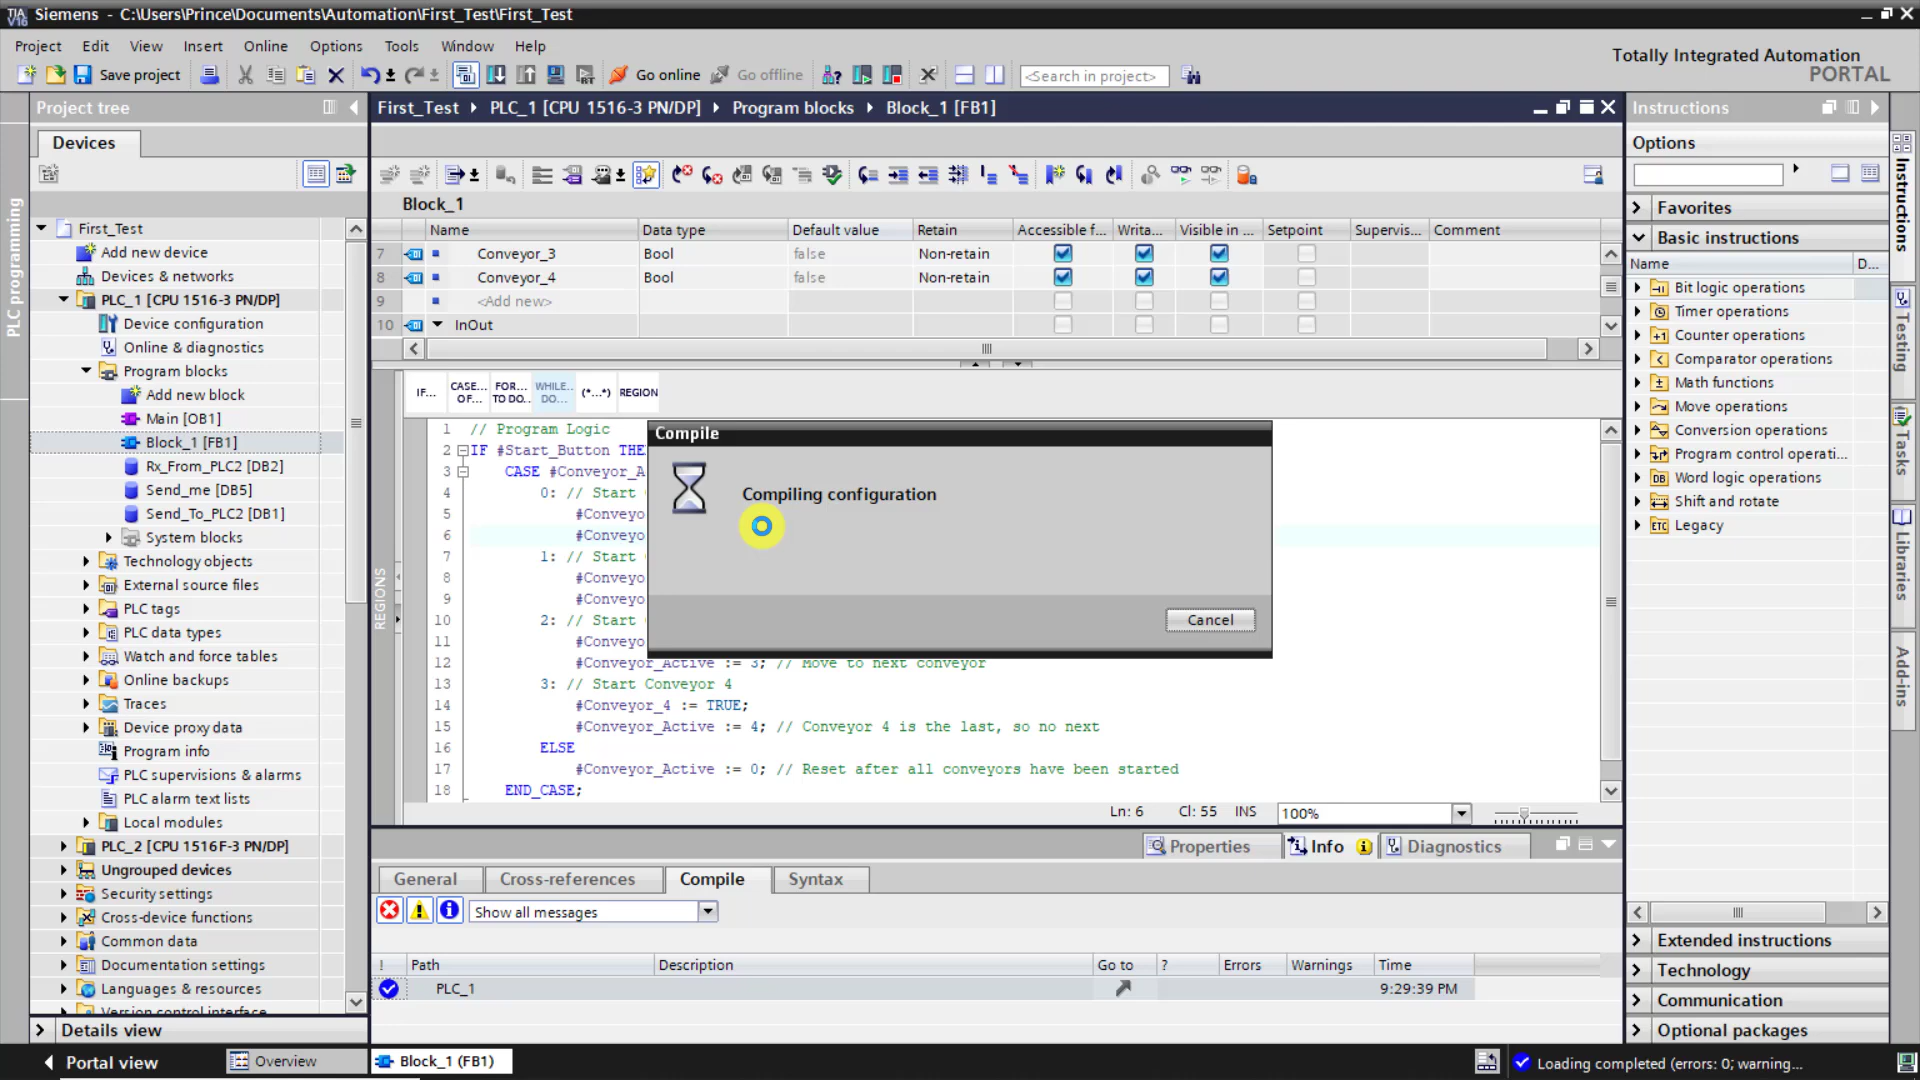 Siemens - C:\Users\Prince\Documents\Automation\First_Test\First_Test
Project Edit View Insert Online Options Tools Window Help
Totally Integrated Automation
PORTAL
Save project
Go online
Go offline
<Search in project>
Project tree
Devices
PLC programming
First_Test
Add new device
Devices & networks
PLC_1 [CPU 1516-3 PN/DP]
Device configuration
Online & diagnostics
Program blocks
Add new block
Main [OB1]
Block_1 [FB1]
Rx_From_PLC2 [DB2]
Send_me [DB5]
Send_To_PLC2 [DB1]
System blocks
Technology objects
External source files
PLC tags
PLC data types
Watch and force tables
Online backups
Traces
Device proxy data
Program info
PLC supervisions & alarms
PLC alarm text lists
Local modules
PLC_2 [CPU 1516F-3 PN/DP]
Ungrouped devices
Security settings
Cross-device functions
Common data
Documentation settings
Languages & resources
Version control interface
Details view
First_Test PLC_1 [CPU 1516-3 PN/DP] Program blocks Block_1 [FB1]
Block_1
Name Data type Default value Retain Accessible f... Writa... Visible in ... Setpoint Supervis... Comment
7 Conveyor_3 Bool false Non-retain
8 Conveyor_4 Bool false Non-retain
9 <Add new>
10 InOut
IF... CASE... OF... FOR... TO DO.. WHILE.. DO... (*...*) REGION
REGIONS
1 // Program Logic
2 IF #Start_Button THE
3 CASE #Conveyor_A
4 0: // Start
5 #Conveyo
6 #Conveyo
7 1: // Start
8 #Conveyo
9 #Conveyo
10 2: // Start
11 #Conveyo
12 #Conveyor_Active := 3; // Move to next conveyor
13 3: // Start Conveyor 4
14 #Conveyor_4 := TRUE;
15 #Conveyor_Active := 4; // Conveyor 4 is the last, so no next
16 ELSE
17 #Conveyor_Active := 0; // Reset after all conveyors have been started
18 END_CASE;
Compile
Compiling configuration
Cancel
Ln: 6 Cl: 55 INS 100%
Properties Info Diagnostics
General Cross-references Compile Syntax
Show all messages
! Path Description Go to ? Errors Warnings Time
PLC_1 9:29:39 PM
Instructions
Options
Favorites
Basic instructions
Name D...
Bit logic operations
Timer operations
Counter operations
Comparator operations
Math functions
Move operations
Conversion operations
Program control operati...
Word logic operations
Shift and rotate
Legacy
Extended instructions
Technology
Communication
Optional packages
Instructions
Testing
Tasks
Libraries
Add-ins
Portal view Overview Block_1 (FB1) Loading completed (errors: 0; warning...